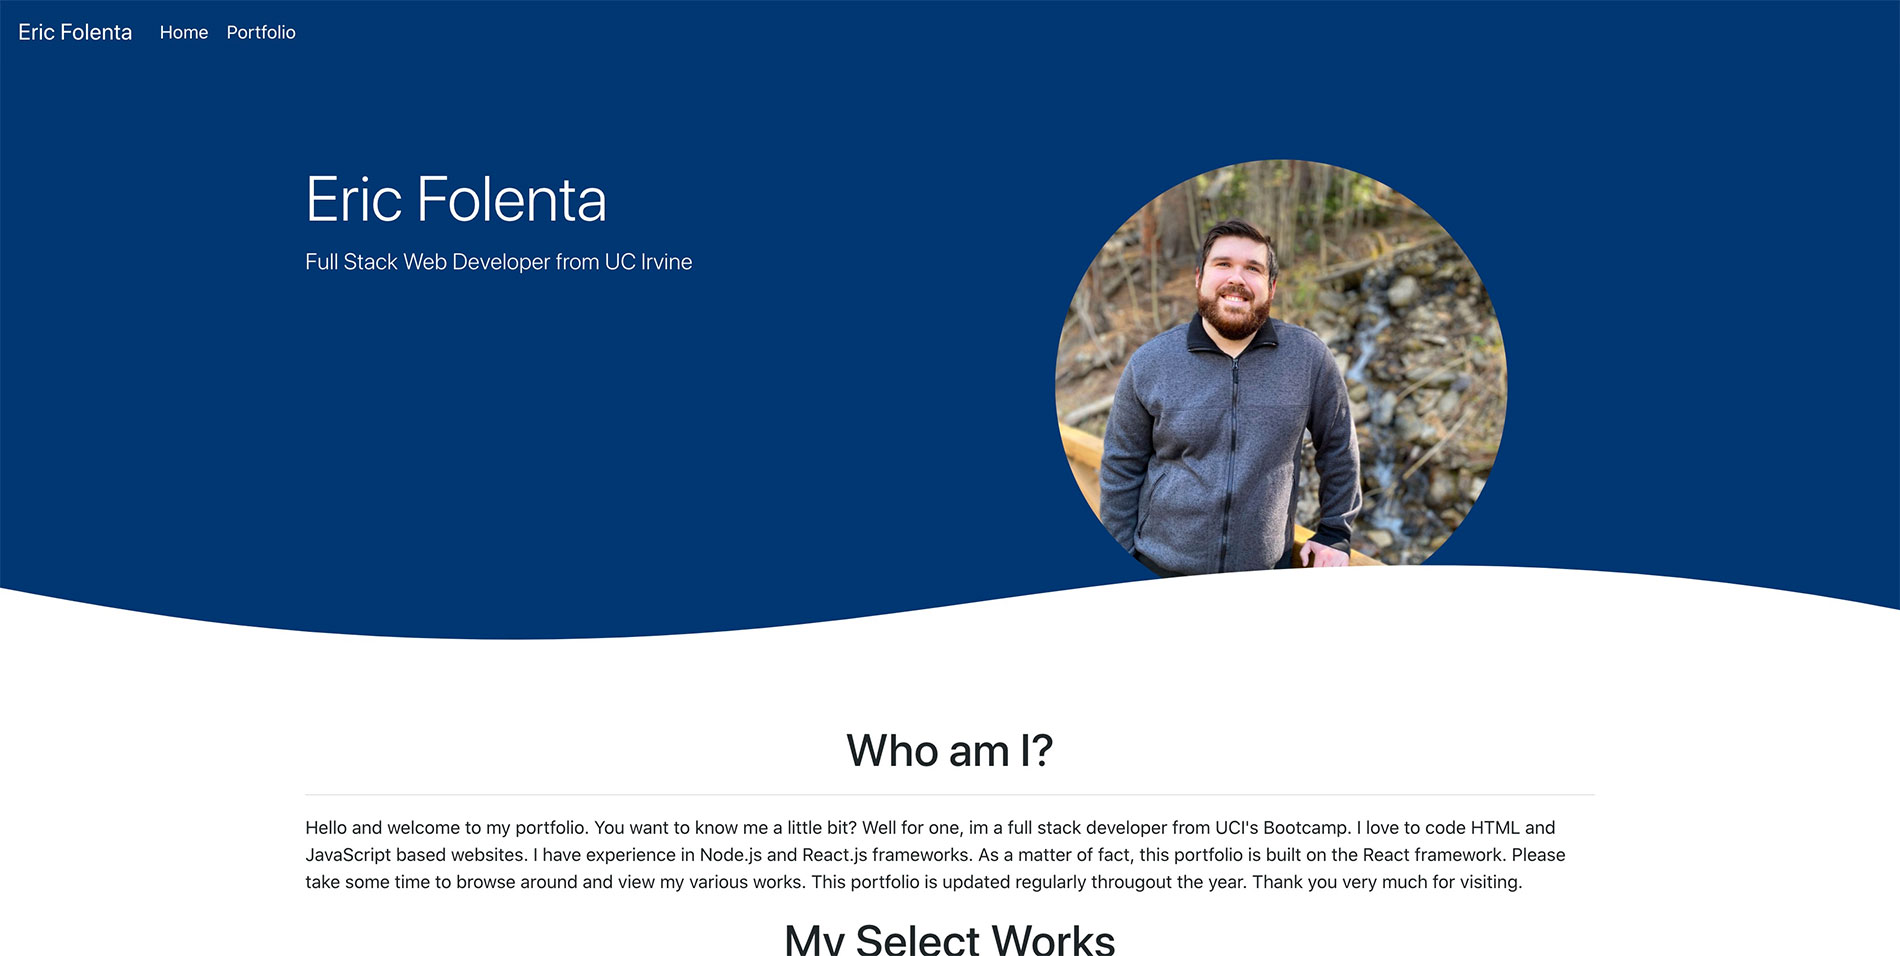 Eric Folenta Home Portfolio
Eric Folenta
Full Stack Web Developer from UC Irvine
Who am I?
Hello and welcome to my portfolio. You want to know me a little bit? Well for one, im a full stack developer from UCI's Bootcamp. I love to code HTML and
JavaScript based websites. I have experience in Node.js and React.js frameworks. As a matter of fact, this portfolio is built on the React framework. Please
take some time to browse around and view my various works. This portfolio is updated regularly througout the year. Thank you very much for visiting.
My Select Works